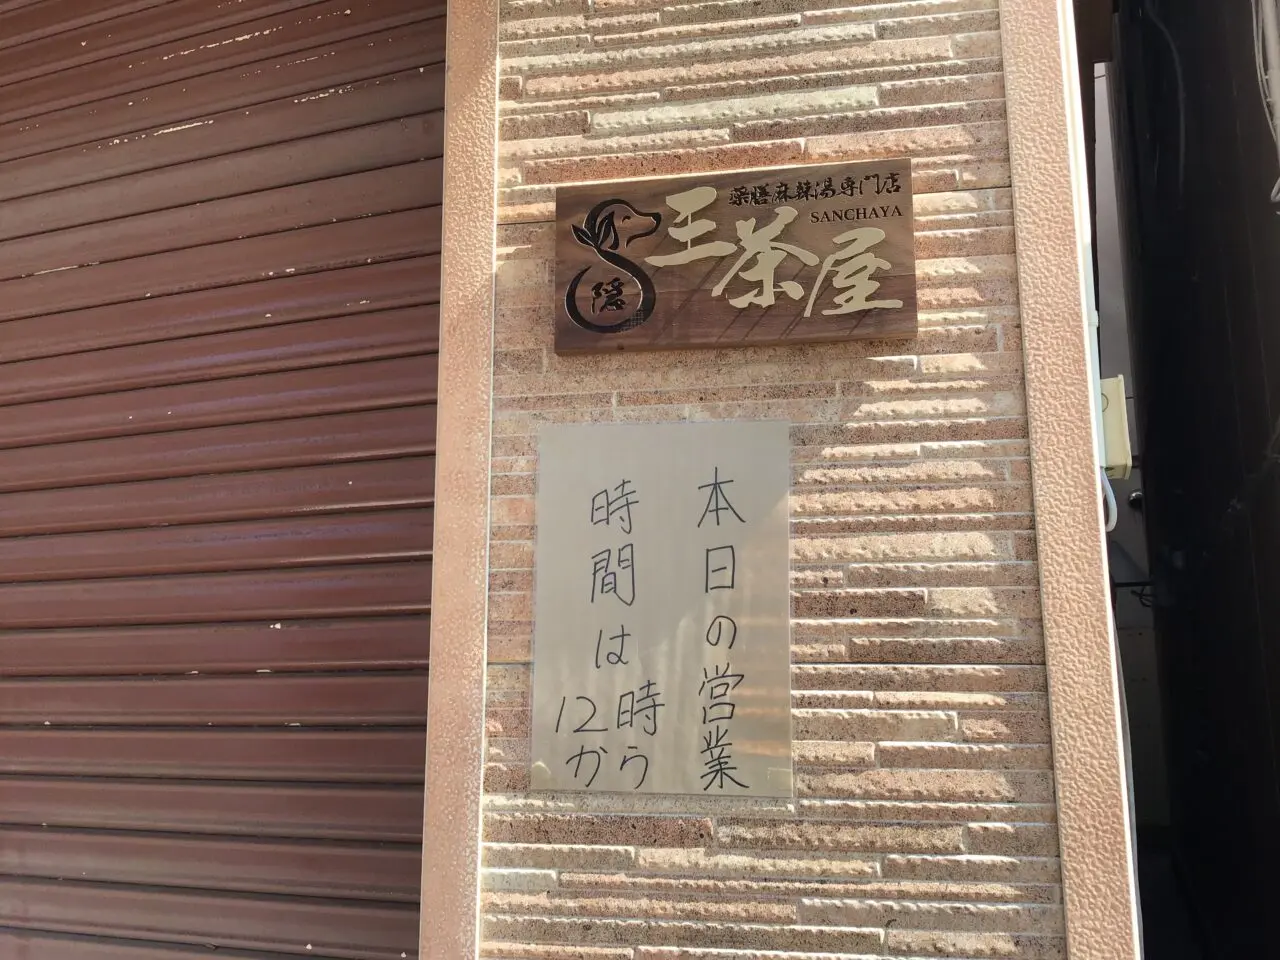 薬膳麻辣湯専門店
SANCHAYA
三茶屋
隠
本日の営業
時間は
12時
から